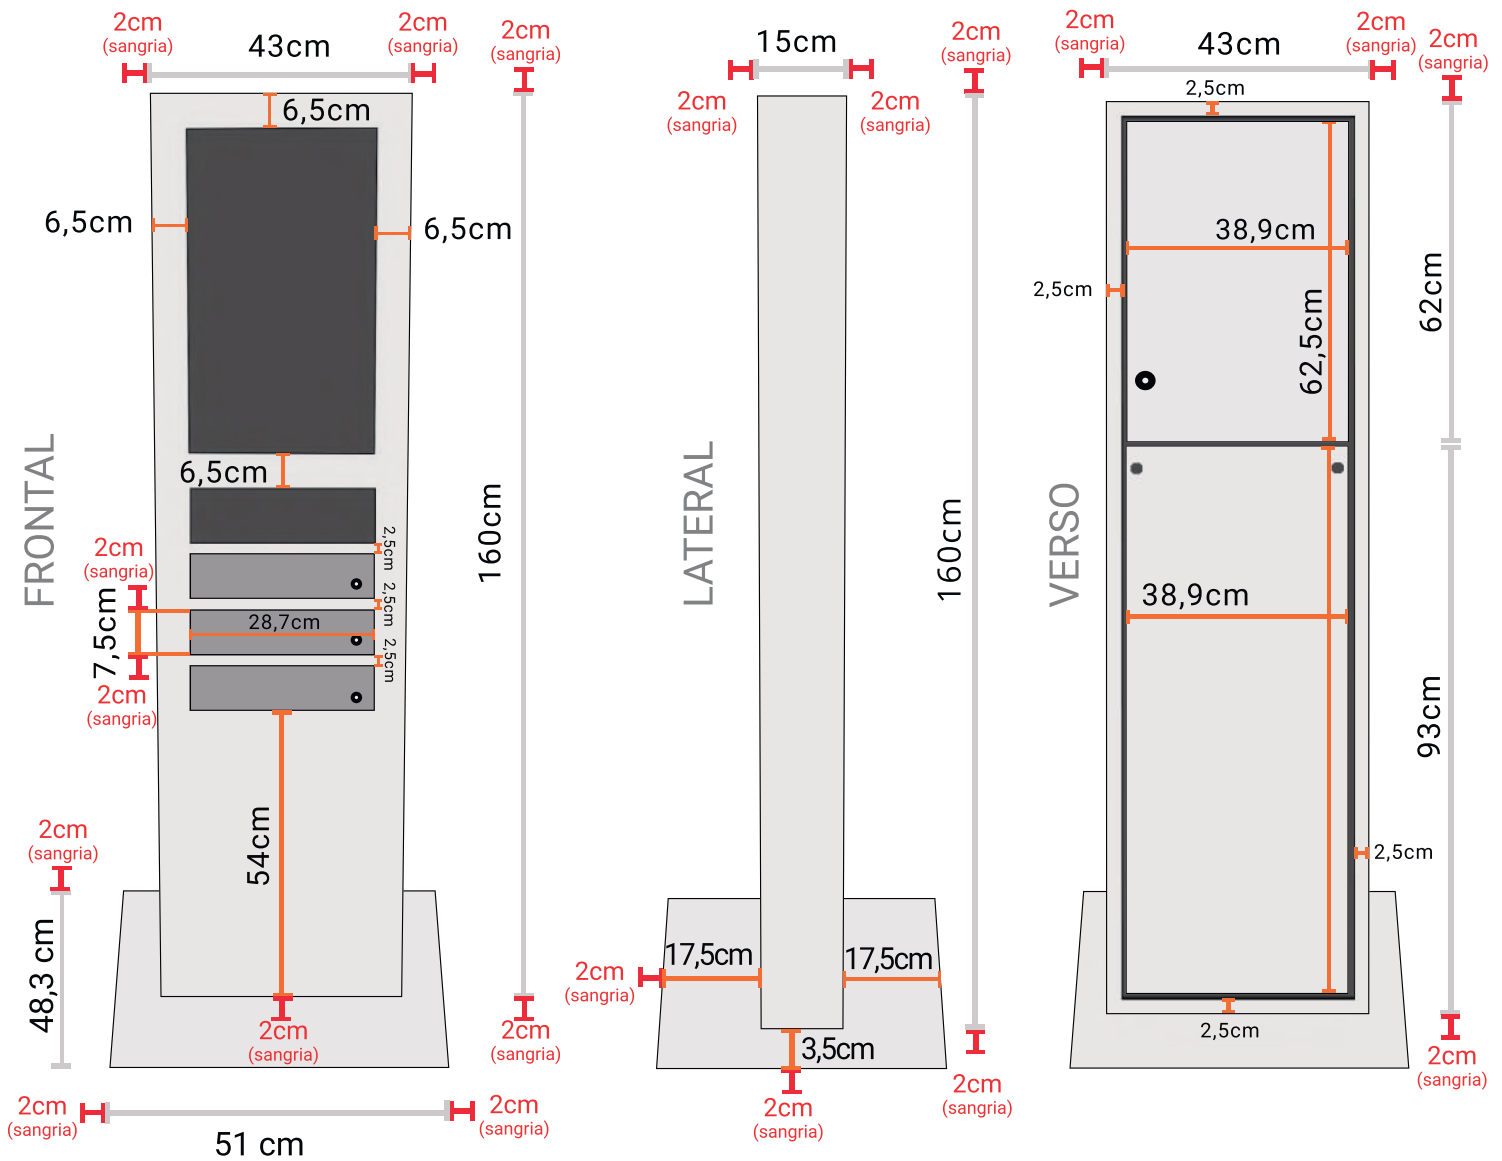 2cm
(sangria)
43cm
2cm
(sangria)
2cm
(sangria)
6,5cm
6,5cm
6,5cm
6,5cm
FRONTAL
160cm
2,5cm
2,5cm
2,5cm
2cm
(sangria)
7,5cm
28,7cm
2cm
(sangria)
54cm
2cm
(sangria)
48,3 cm
2cm
(sangria)
2cm
(sangria)
2cm
(sangria)
51 cm
2cm
(sangria)
15cm
2cm
(sangria)
2cm
(sangria)
2cm
(sangria)
LATERAL
160cm
17,5cm
17,5cm
2cm
(sangria)
3,5cm
2cm
(sangria)
2cm
(sangria)
2cm
(sangria)
43cm
2cm
(sangria)
2cm
(sangria)
2,5cm
38,9cm
2,5cm
62,5cm
62cm
VERSO
38,9cm
93cm
2,5cm
2,5cm
2cm
(sangria)